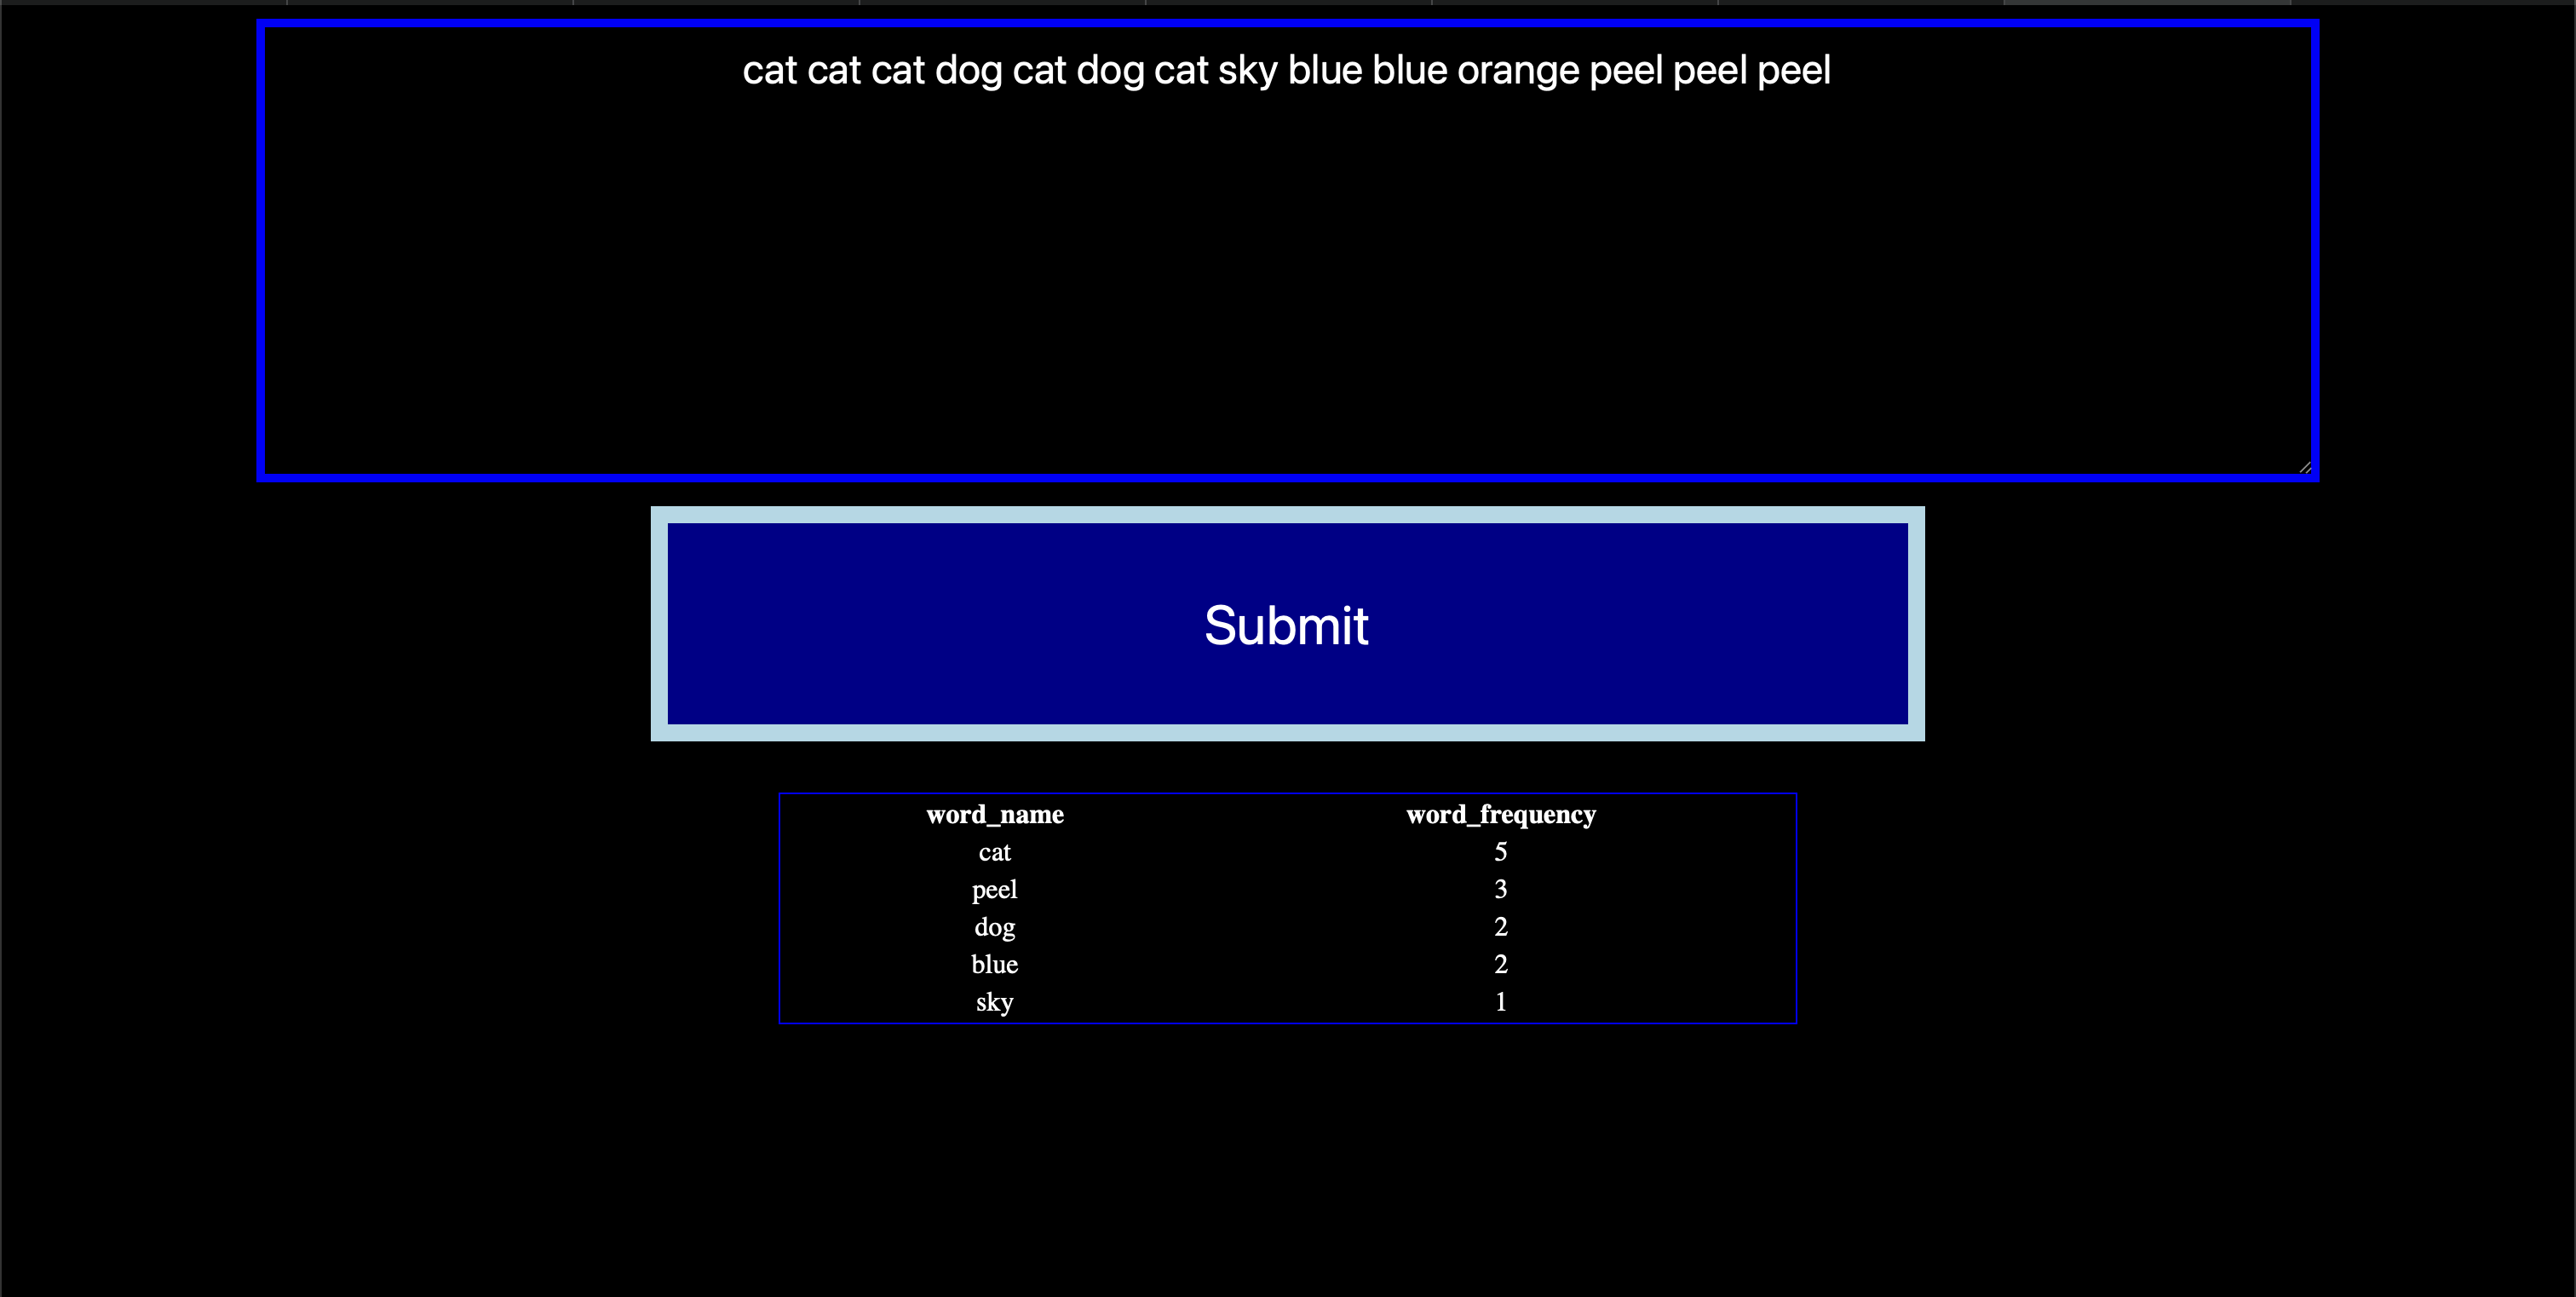 cat cat cat dog cat dog cat sky blue blue orange peel peel peel
Submit
word_name word_frequency
cat 5
peel 3
dog 2
blue 2
sky 1